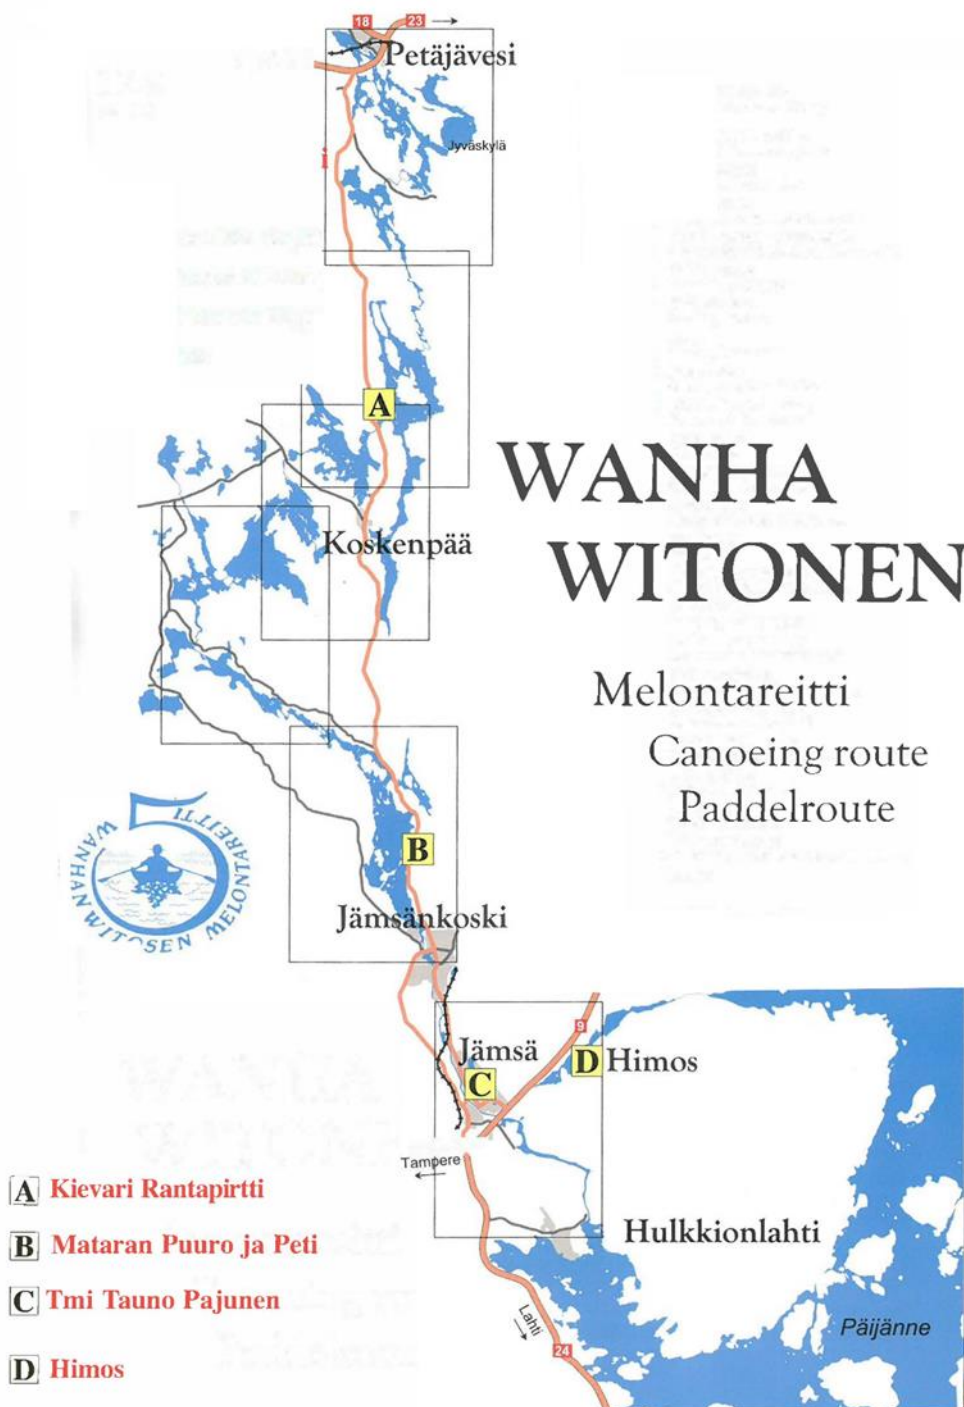 18
23
Petäjävesi
Jyväskylä
i
A
Koskenpää
WANHA
WITONEN
Melontareitti
Canoeing route
Paddelroute
WANHAN WITOSEN MELONTAREITTI
B
Jämsänkoski
9
Jämsä
D Himos
C
Tampere
A Kievari Rantapirtti
Hulkkionlahti
B Mataran Puuro ja Peti
C Tmi Tauno Pajunen
Lahti
Päijänne
24
D Himos